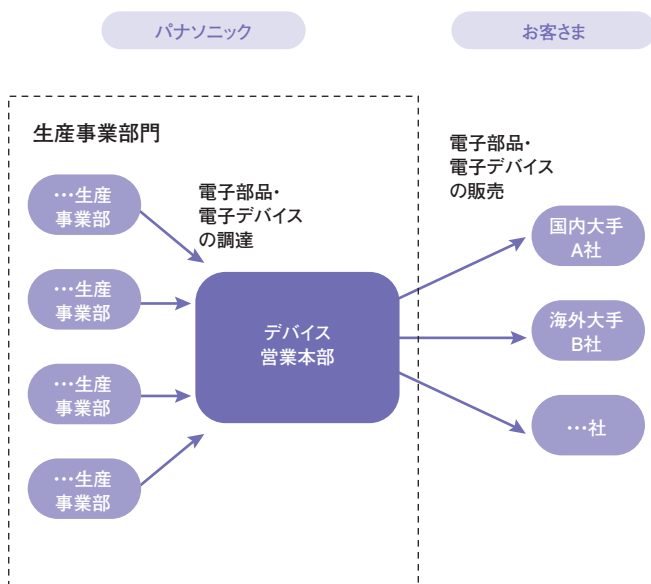 パナソニック
お客さま
生産事業部門
…生産
事業部
…生産
事業部
…生産
事業部
…生産
事業部
電子部品・
電子デバイス
の調達
デバイス
営業本部
電子部品・
電子デバイス
の販売
国内大手
A社
海外大手
B社
…社